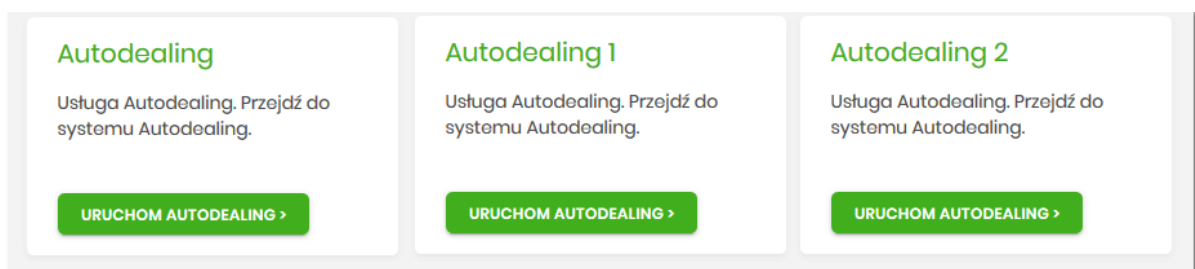 Autodealing
Usługa Autodealing. Przejdź do
systemu Autodealing.
URUCHOM AUTODEALING >
Autodealing 1
Usługa Autodealing. Przejdź do
systemu Autodealing.
URUCHOM AUTODEALING >
Autodealing 2
Usługa Autodealing. Przejdź do
systemu Autodealing.
URUCHOM AUTODEALING >